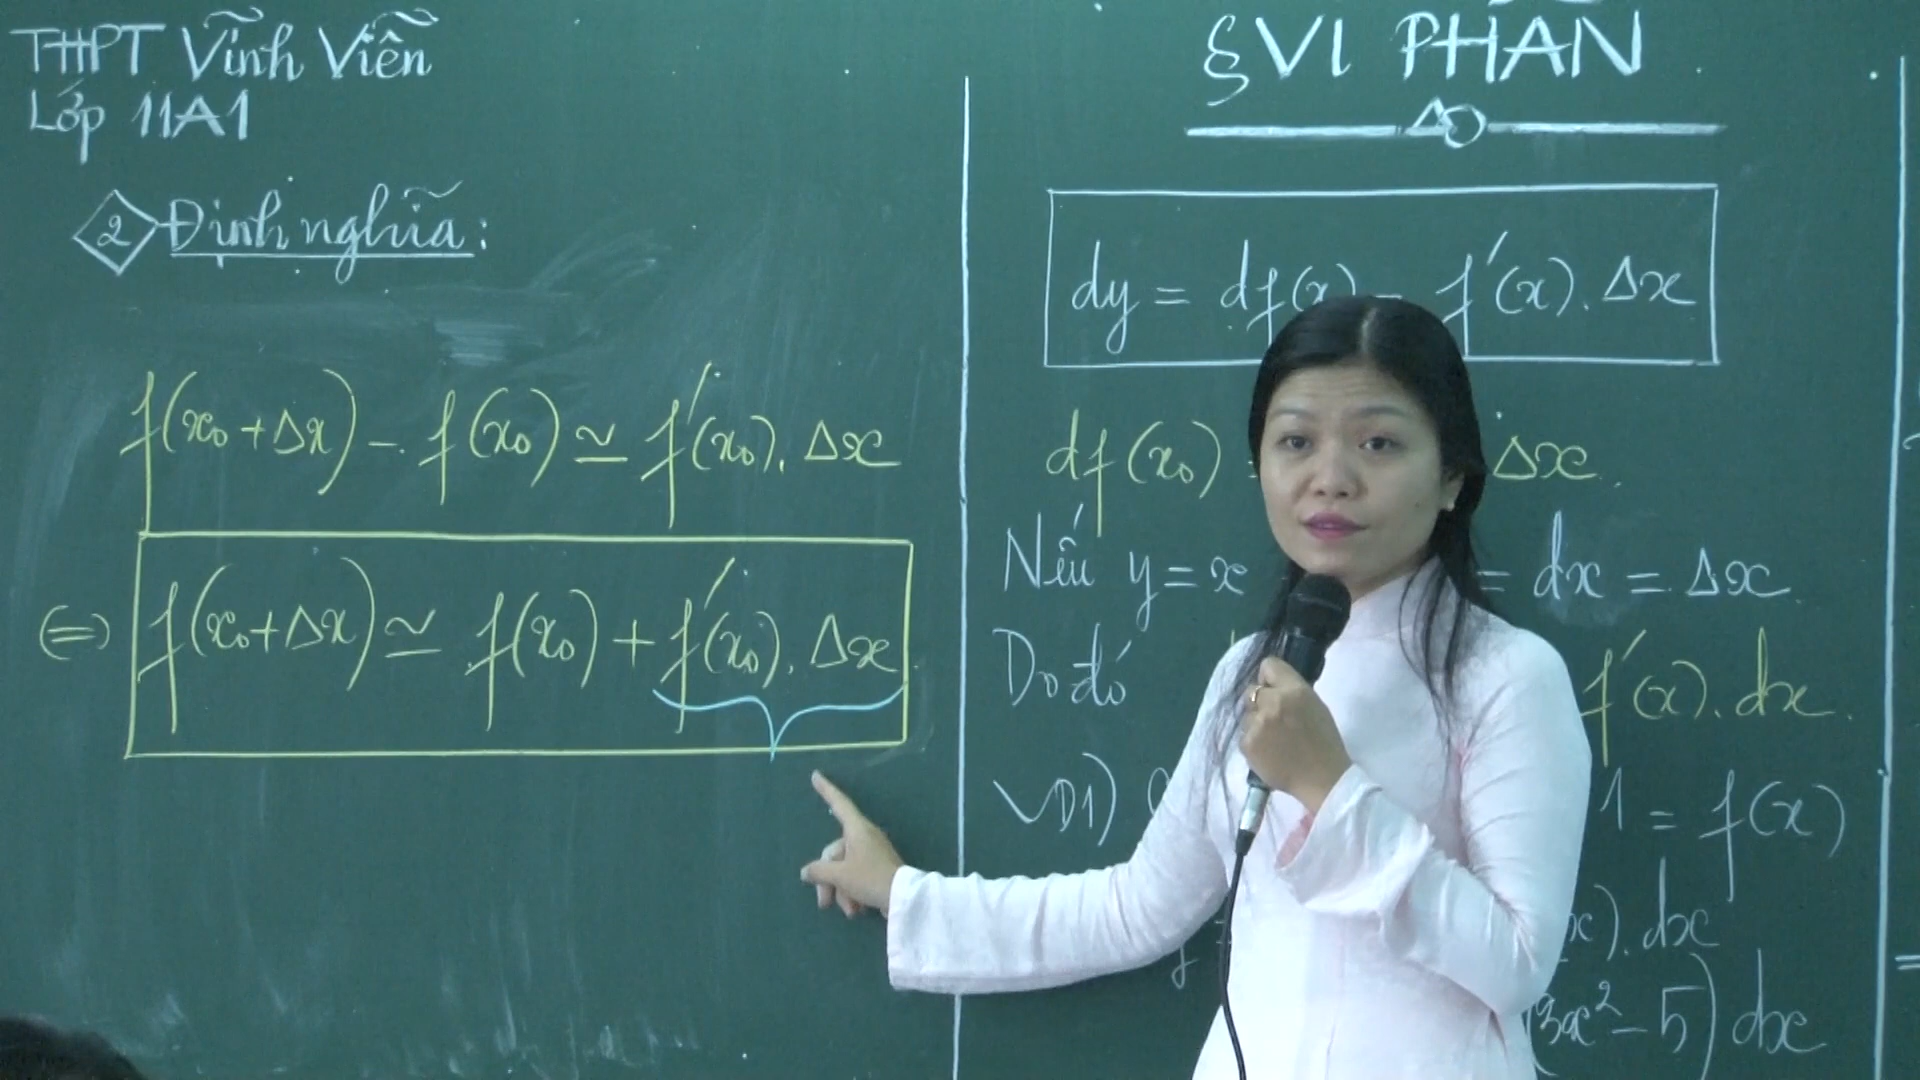 THPT Vĩnh Viễn
Lớp 11A1
2 Định nghĩa:
f(x₀+Δx) - f(x₀) ≃ f'(x₀).Δx
(=) f(x₀+Δx) ≃ f(x₀) + f'(x₀).Δx
§ VI PHÂN
dy = df(x) = f'(x).Δx
df(x₀) = Δx.
Nếu y = x = dx = Δx.
Do đó f'(x).dx.
VD1) 1 = f(x)
x).dx
(3x² - 5)dx